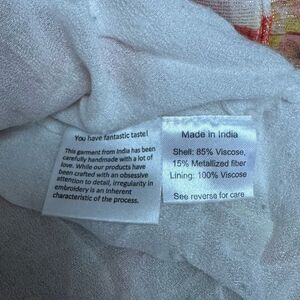 You have fantastic taste!
This garment from India has been
carefully handmade with a lot of
love. While our products have
been crafted with an obsessive
attention to detail, irregularity in
embroidery is an inherent
characteristic of the process.
Made in India
Shell: 85% Viscose,
15% Metallized fiber
Lining: 100% Viscose
See reverse for care